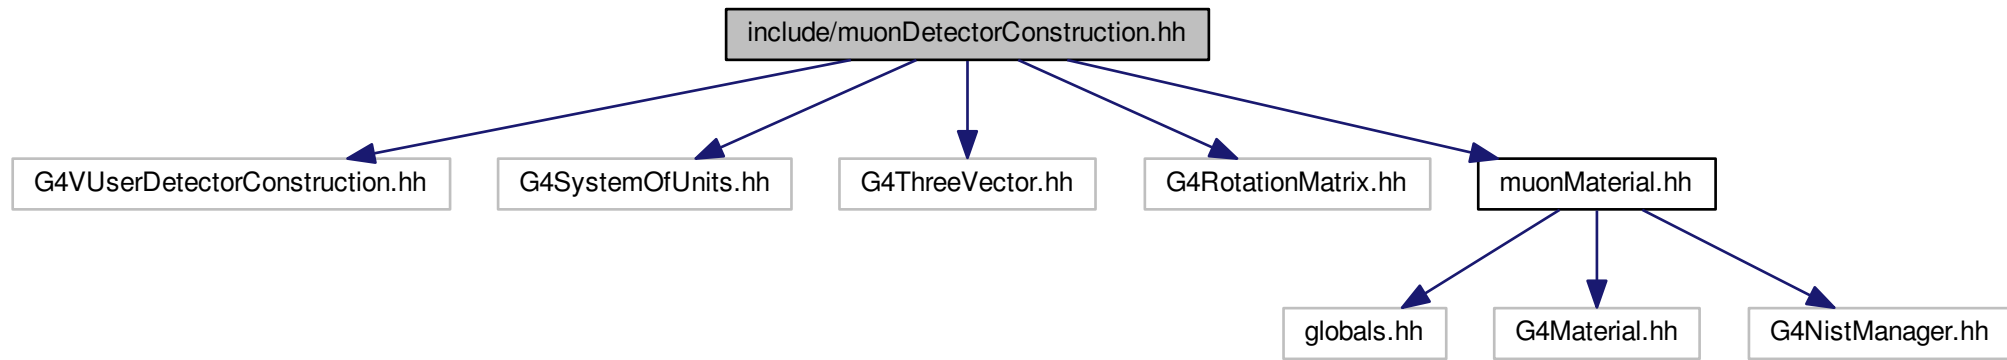 include/muonDetectorConstruction.hh
G4VUserDetectorConstruction.hh
G4SystemOfUnits.hh
G4ThreeVector.hh
G4RotationMatrix.hh
muonMaterial.hh
globals.hh
G4Material.hh
G4NistManager.hh